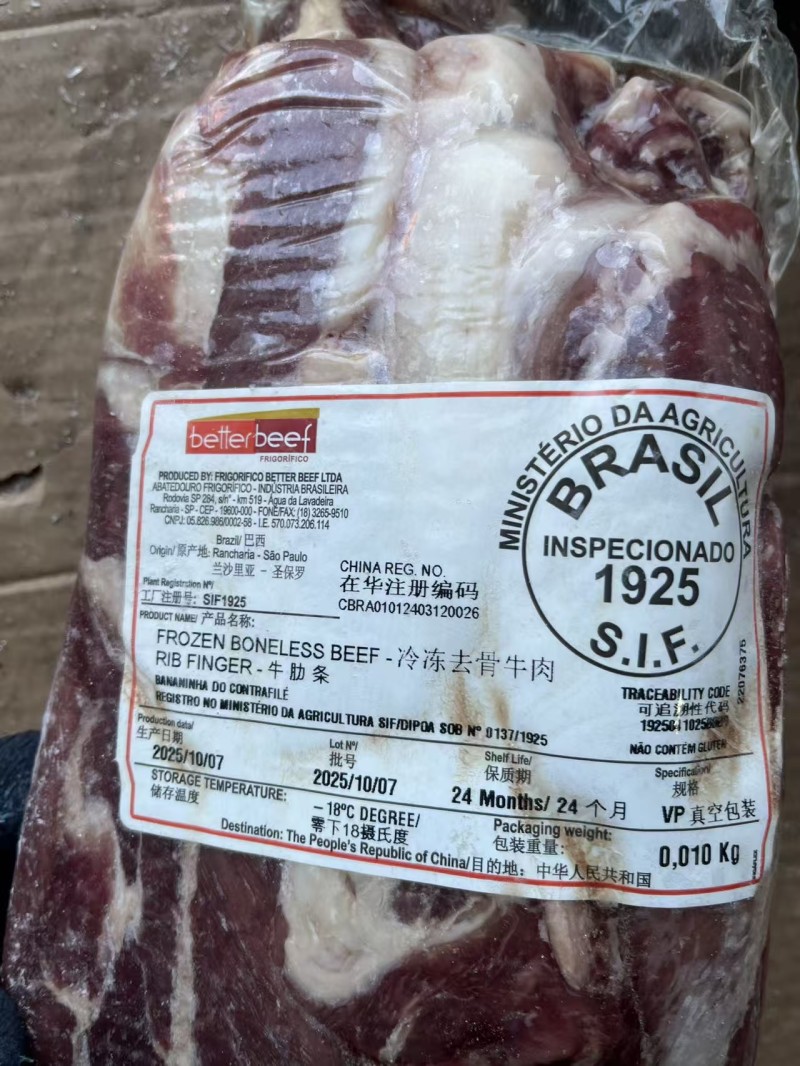 betterbeef
FRIGORÍFICO
PRODUCED BY: FRIGORIFICO BETTER BEEF LTDA
ABATEDOURO FRIGORÍFICO - INDÚSTRIA BRASILEIRA
Rodovia SP 284, s/nº - km 519 - Água da Lavadeira
Rancharia - SP - CEP - 19600-000 - FONE/FAX: (18) 3265-9510
CNPJ: 05.826.986/0002-58 - I.E. 570.073.206.114
Brazil/ 巴西
Origin/ 原产地: Rancharia - São Paulo
兰沙里亚 - 圣保罗
Plant Registration Nº/
工厂注册号: SIF1925
CHINA REG. NO.
在华注册编码
CBRA01012403120026
MINISTÉRIO DA AGRICULTURA
BRASIL
INSPECIONADO
1925
S.I.F.
PRODUCT NAME/ 产品名称:
FROZEN BONELESS BEEF - 冷冻去骨牛肉
RIB FINGER - 牛肋条
BANANINHA DO CONTRAFILÉ
REGISTRO NO MINISTÉRIO DA AGRICULTURA SIF/DIPOA SOB Nº 0137/1925
TRACEABILITY CODE
可追溯性代码
NÃO CONTÉM GLÚTEN
22076376
Production data/
生产日期
2025/10/07
Lot Nº/
批号
2025/10/07
Shelf Life/
保质期
24 Months/ 24 个月
Specification/
规格
VP 真空包装
STORAGE TEMPERATURE:
储存温度
-18ºC DEGREE/
零下18摄氏度
Packaging weight:
包装重量:
0,010 Kg
Destination: The People's Republic of China/目的地: 中华人民共和国